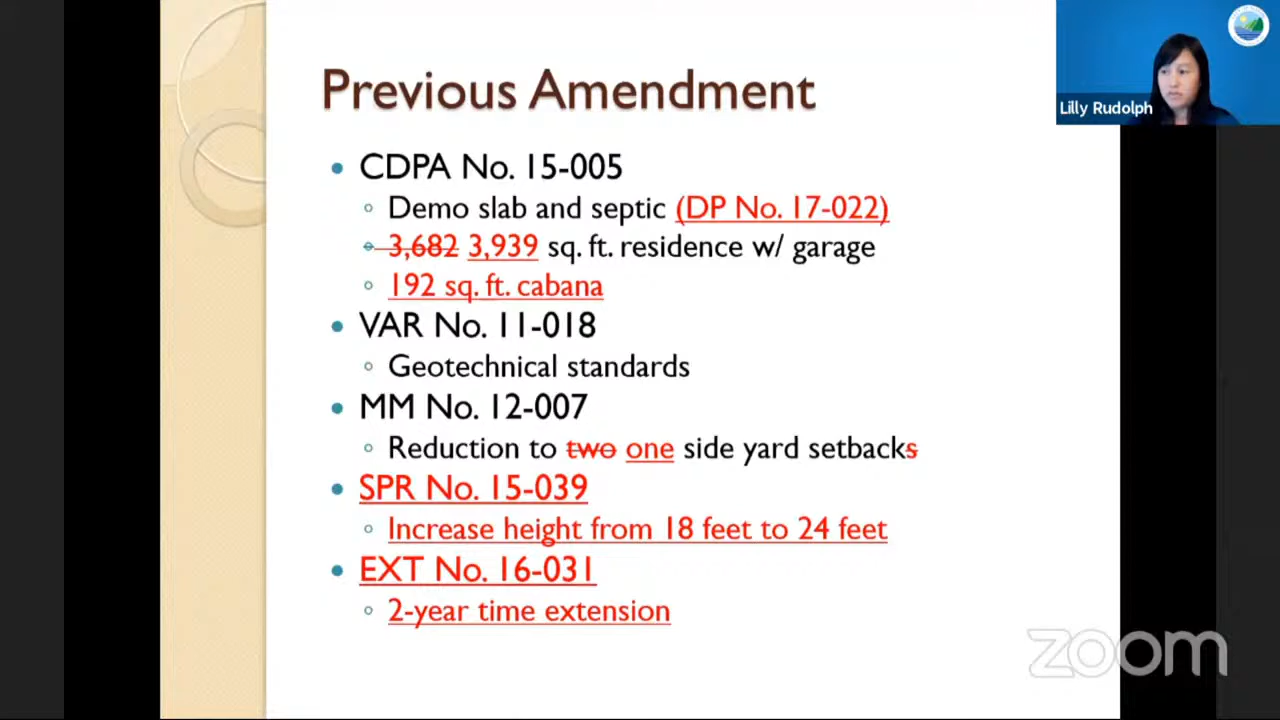 Previous Amendment
CDPA No. 15-005
Demo slab and septic (DP No. 17-022)
3,682 3,939 sq. ft. residence w/ garage
192 sq. ft. cabana
VAR No. 11-018
Geotechnical standards
MM No. 12-007
Reduction to two one side yard setbacks
SPR No. 15-039
Increase height from 18 feet to 24 feet
EXT No. 16-031
2-year time extension
Lilly Rudolph
zoom